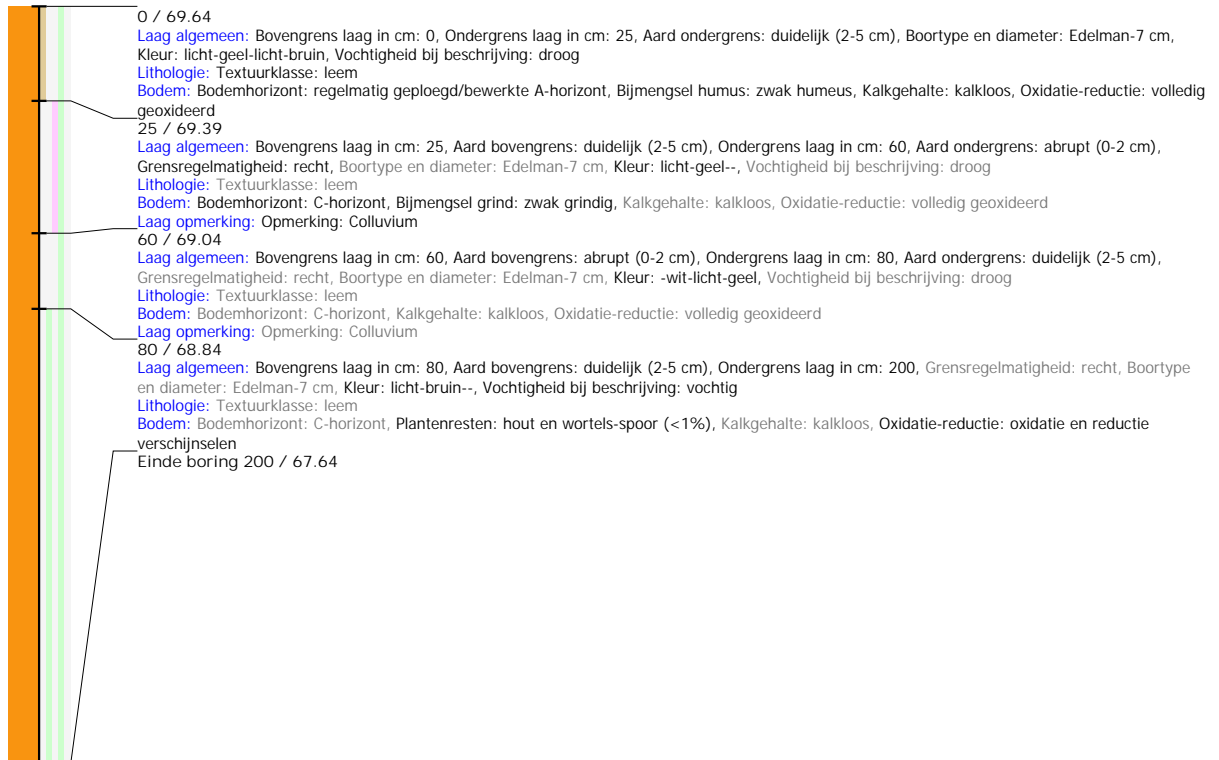 0 / 69.64
Laag algemeen: Bovengrens laag in cm: 0, Ondergrens laag in cm: 25, Aard ondergrens: duidelijk (2-5 cm), Boortype en diameter: Edelman-7 cm,
Kleur: licht-geel-licht-bruin, Vochtigheid bij beschrijving: droog
Lithologie: Textuurklasse: leem
Bodem: Bodemhorizont: regelmatig geploegd/bewerkte A-horizont, Bijmengsel humus: zwak humeus, Kalkgehalte: kalkloos, Oxidatie-reductie: volledig
geoxideerd
25 / 69.39
Laag algemeen: Bovengrens laag in cm: 25, Aard bovengrens: duidelijk (2-5 cm), Ondergrens laag in cm: 60, Aard ondergrens: abrupt (0-2 cm),
Grensregelmatigheid: recht, Boortype en diameter: Edelman-7 cm, Kleur: licht-geel--, Vochtigheid bij beschrijving: droog
Lithologie: Textuurklasse: leem
Bodem: Bodemhorizont: C-horizont, Bijmengsel grind: zwak grindig, Kalkgehalte: kalkloos, Oxidatie-reductie: volledig geoxideerd
Laag opmerking: Opmerking: Colluvium
60 / 69.04
Laag algemeen: Bovengrens laag in cm: 60, Aard bovengrens: abrupt (0-2 cm), Ondergrens laag in cm: 80, Aard ondergrens: duidelijk (2-5 cm),
Grensregelmatigheid: recht, Boortype en diameter: Edelman-7 cm, Kleur: -wit-licht-geel, Vochtigheid bij beschrijving: droog
Lithologie: Textuurklasse: leem
Bodem: Bodemhorizont: C-horizont, Kalkgehalte: kalkloos, Oxidatie-reductie: volledig geoxideerd
Laag opmerking: Opmerking: Colluvium
80 / 68.84
Laag algemeen: Bovengrens laag in cm: 80, Aard bovengrens: duidelijk (2-5 cm), Ondergrens laag in cm: 200, Grensregelmatigheid: recht, Boortype
en diameter: Edelman-7 cm, Kleur: licht-bruin--, Vochtigheid bij beschrijving: vochtig
Lithologie: Textuurklasse: leem
Bodem: Bodemhorizont: C-horizont, Plantenresten: hout en wortels-spoor (<1%), Kalkgehalte: kalkloos, Oxidatie-reductie: oxidatie en reductie
verschijnselen
Einde boring 200 / 67.64